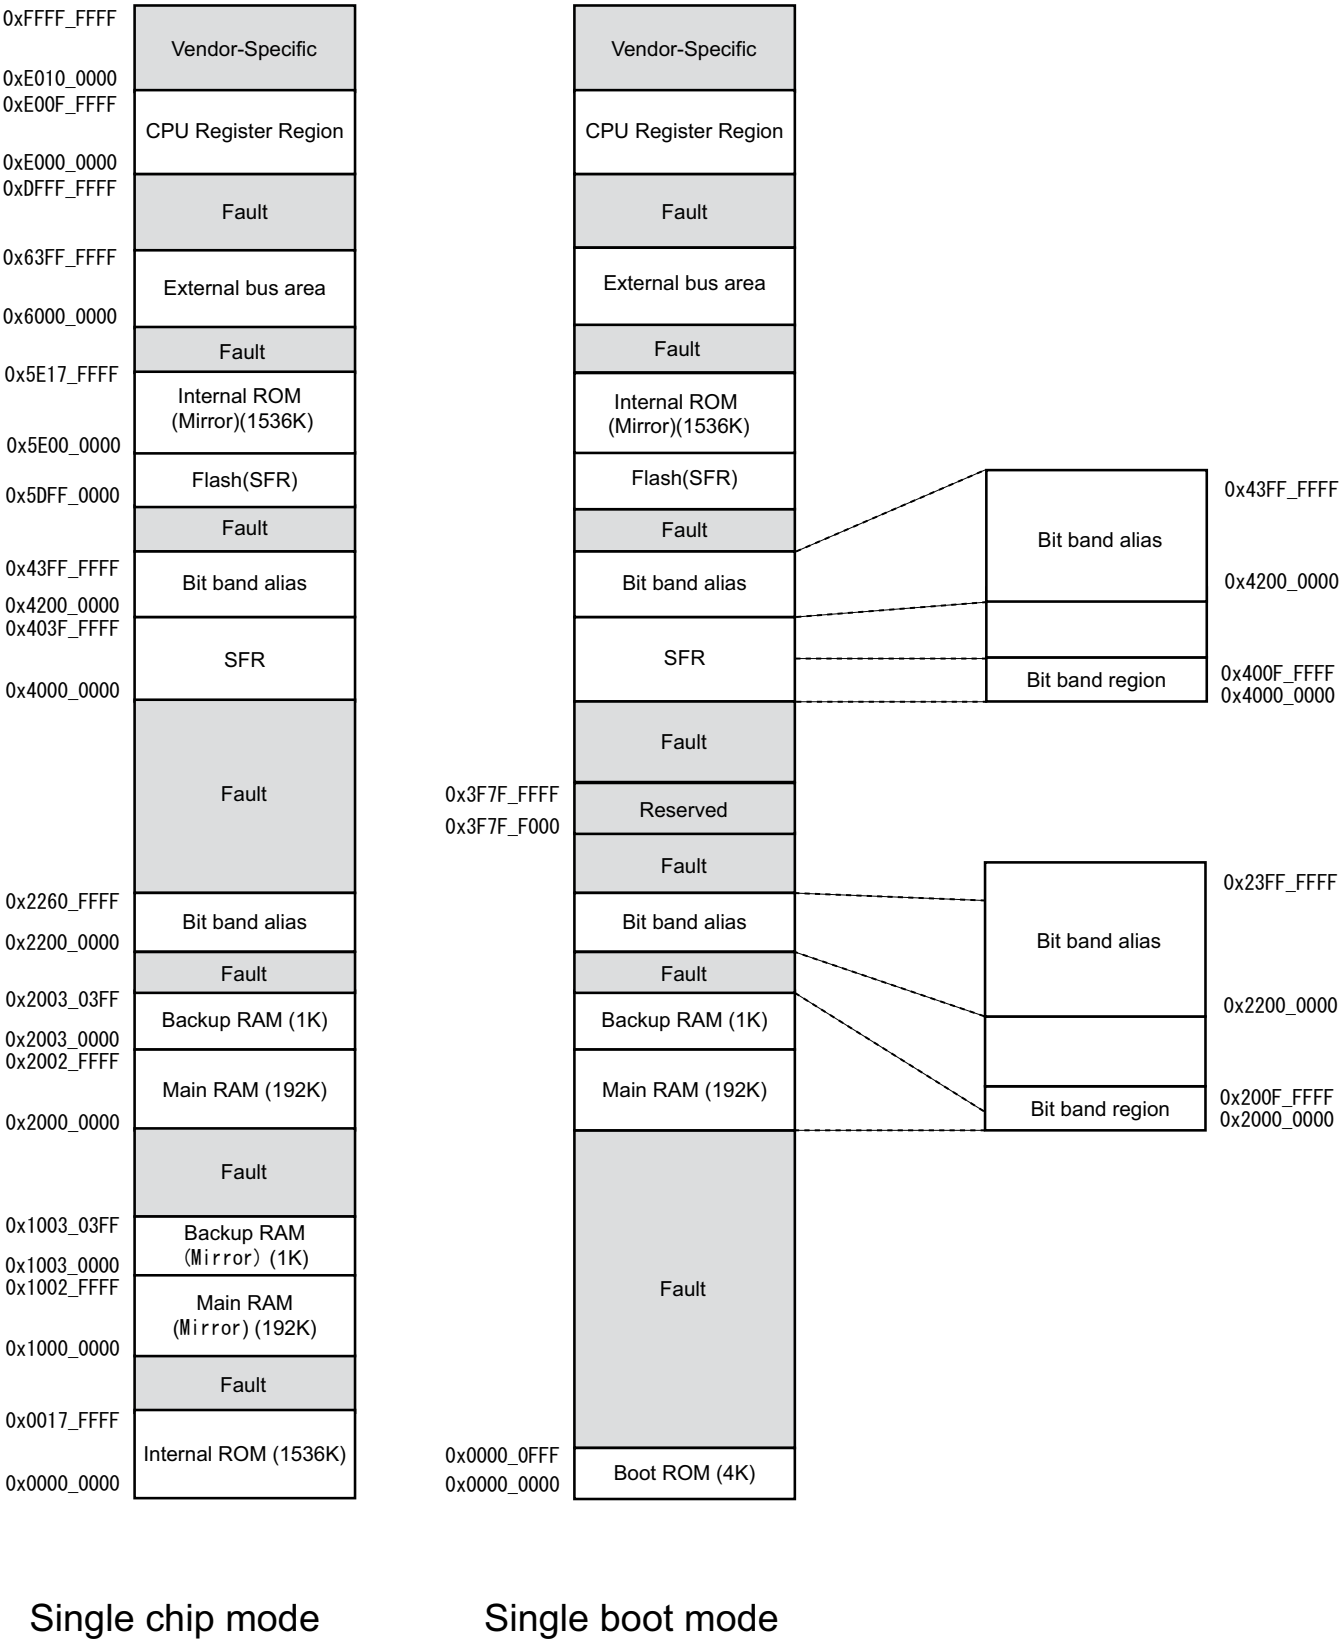 0xFFFF_FFFF
Vendor-Specific
0xE010_0000
0xE00F_FFFF
CPU Register Region
0xE000_0000
0xDFFF_FFFF
Fault
0x63FF_FFFF
External bus area
0x6000_0000
Fault
0x5E17_FFFF
Internal ROM
(Mirror)(1536K)
0x5E00_0000
Flash(SFR)
0x5DFF_0000
Fault
0x43FF_FFFF
Bit band alias
0x4200_0000
0x403F_FFFF
SFR
0x4000_0000
Fault
0x2260_FFFF
Bit band alias
0x2200_0000
Fault
0x2003_03FF
Backup RAM (1K)
0x2003_0000
0x2002_FFFF
Main RAM (192K)
0x2000_0000
Fault
0x1003_03FF
Backup RAM
(Mirror) (1K)
0x1003_0000
0x1002_FFFF
Main RAM
(Mirror) (192K)
0x1000_0000
Fault
0x0017_FFFF
Internal ROM (1536K)
0x0000_0000
Single chip mode
Vendor-Specific
CPU Register Region
Fault
External bus area
Fault
Internal ROM
(Mirror)(1536K)
Flash(SFR)
Fault
Bit band alias
SFR
Fault
0x3F7F_FFFF
Reserved
0x3F7F_F000
Fault
Bit band alias
Fault
Backup RAM (1K)
Main RAM (192K)
Fault
0x0000_0FFF
Boot ROM (4K)
0x0000_0000
Single boot mode
0x43FF_FFFF
Bit band alias
0x4200_0000
0x400F_FFFF
Bit band region
0x4000_0000
0x23FF_FFFF
Bit band alias
0x2200_0000
0x200F_FFFF
Bit band region
0x2000_0000